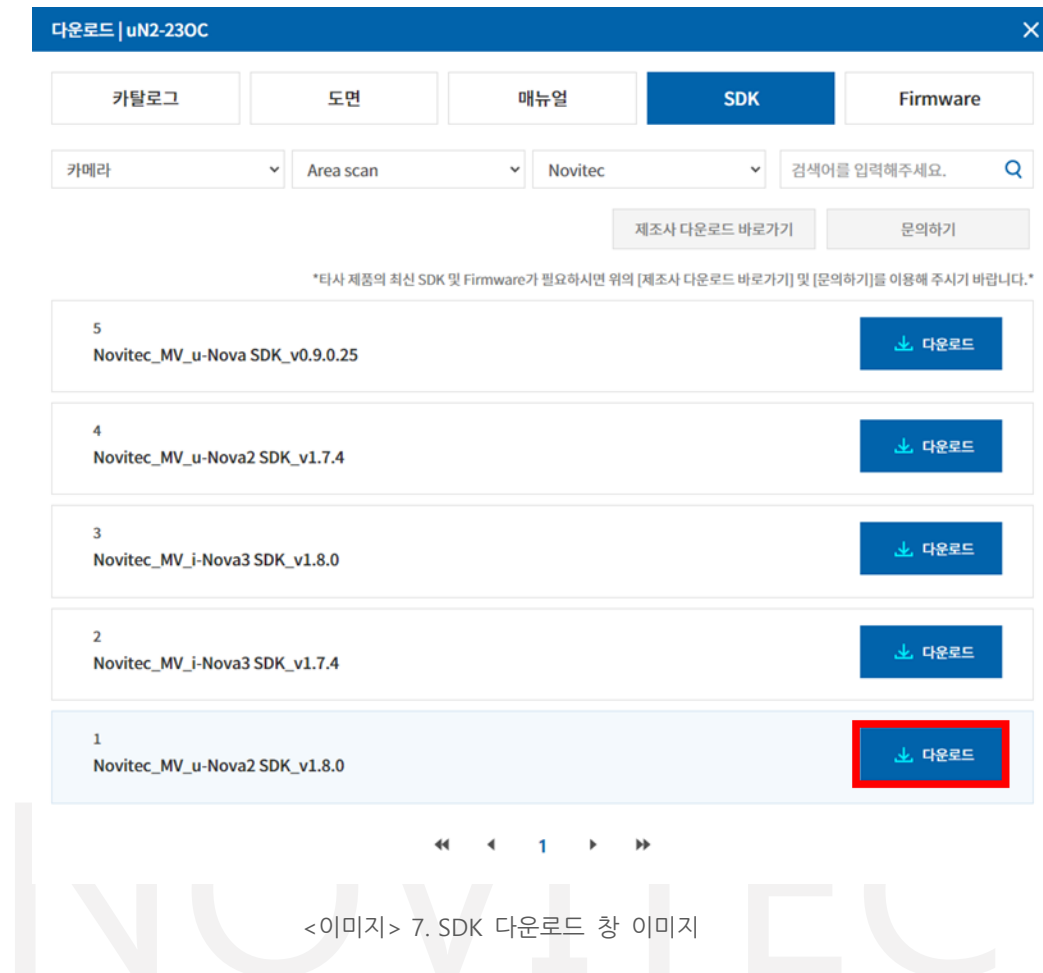 다운로드 | uN2-23OC
카탈로그 도면 매뉴얼 SDK Firmware
카메라 Area scan Novitec 검색어를 입력해주세요.
제조사 다운로드 바로가기 문의하기
*타사 제품의 최신 SDK 및 Firmware가 필요하시면 위의 [제조사 다운로드 바로가기] 및 [문의하기]를 이용해 주시기 바랍니다.*
5
Novitec_MV_u-Nova SDK_v0.9.0.25
다운로드
4
Novitec_MV_u-Nova2 SDK_v1.7.4
다운로드
3
Novitec_MV_i-Nova3 SDK_v1.8.0
다운로드
2
Novitec_MV_i-Nova3 SDK_v1.7.4
다운로드
1
Novitec_MV_u-Nova2 SDK_v1.8.0
다운로드
1
NOVITEC
<이미지> 7. SDK 다운로드 창 이미지